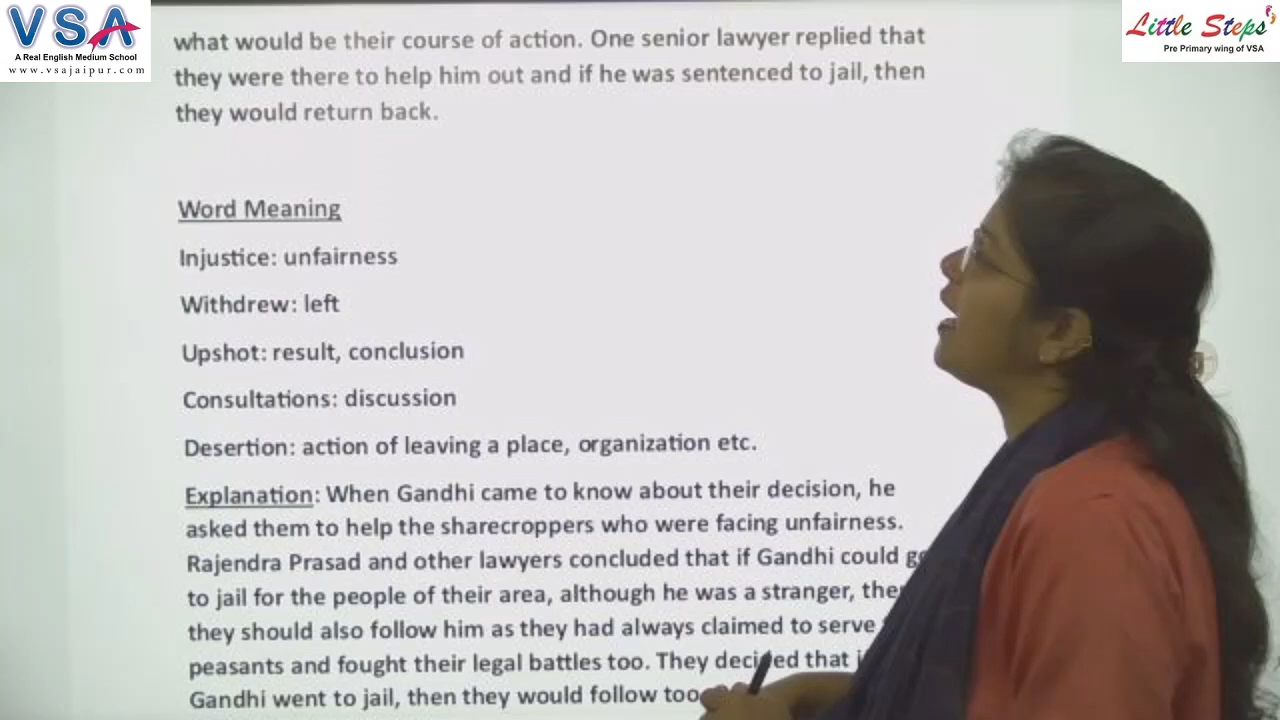 VSA
A Real English Medium School
www.vsajaipur.com
Little Steps
Pre Primary wing of VSA
what would be their course of action. One senior lawyer replied that
they were there to help him out and if he was sentenced to jail, then
they would return back.
Word Meaning
Injustice: unfairness
Withdrew: left
Upshot: result, conclusion
Consultations: discussion
Desertion: action of leaving a place, organization etc.
Explanation: When Gandhi came to know about their decision, he
asked them to help the sharecroppers who were facing unfairness.
Rajendra Prasad and other lawyers concluded that if Gandhi could
to jail for the people of their area, although he was a stranger,
they should also follow him as they had always claimed to serve
peasants and fought their legal battles too. They decided that
Gandhi went to jail, then they would follow too